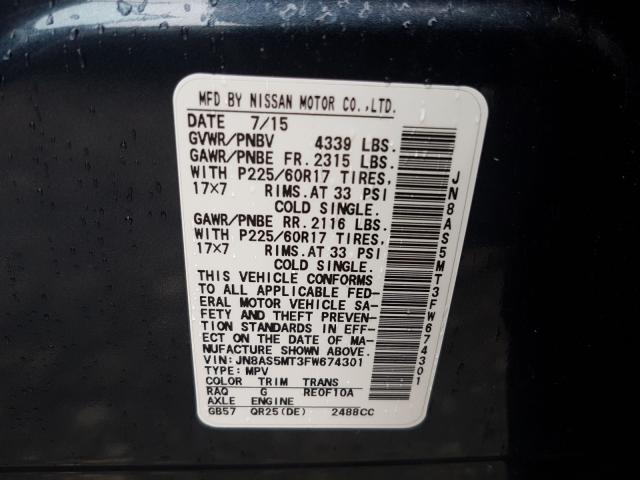 MFD BY NISSAN MOTOR CO.,LTD.
DATE 7/15
GVWR/PNBV 4339 LBS.
GAWR/PNBE FR. 2315 LBS.
WITH P225/60R17 TIRES,
17×7 RIMS. AT 33 PSI
COLD SINGLE.
GAWR/PNBE RR. 2116 LBS.
WITH P225/60R17 TIRES,
17×7 RIMS. AT 33 PSI
COLD SINGLE.
THIS VEHICLE CONFORMS
TO ALL APPLICABLE FED-
ERAL MOTOR VEHICLE SA-
FETY AND THEFT PREVEN-
TION STANDARDS IN EFF-
ECT ON THE DATE OF MA-
NUFACTURE SHOWN ABOVE.
VIN: JN8AS5MT3FW674301
TYPE: MPV
COLOR TRIM TRANS
RAQ G RE0F10A
AXLE ENGINE
GB57 QR25(DE) 2488CC
JN8AS5MT3FW674301